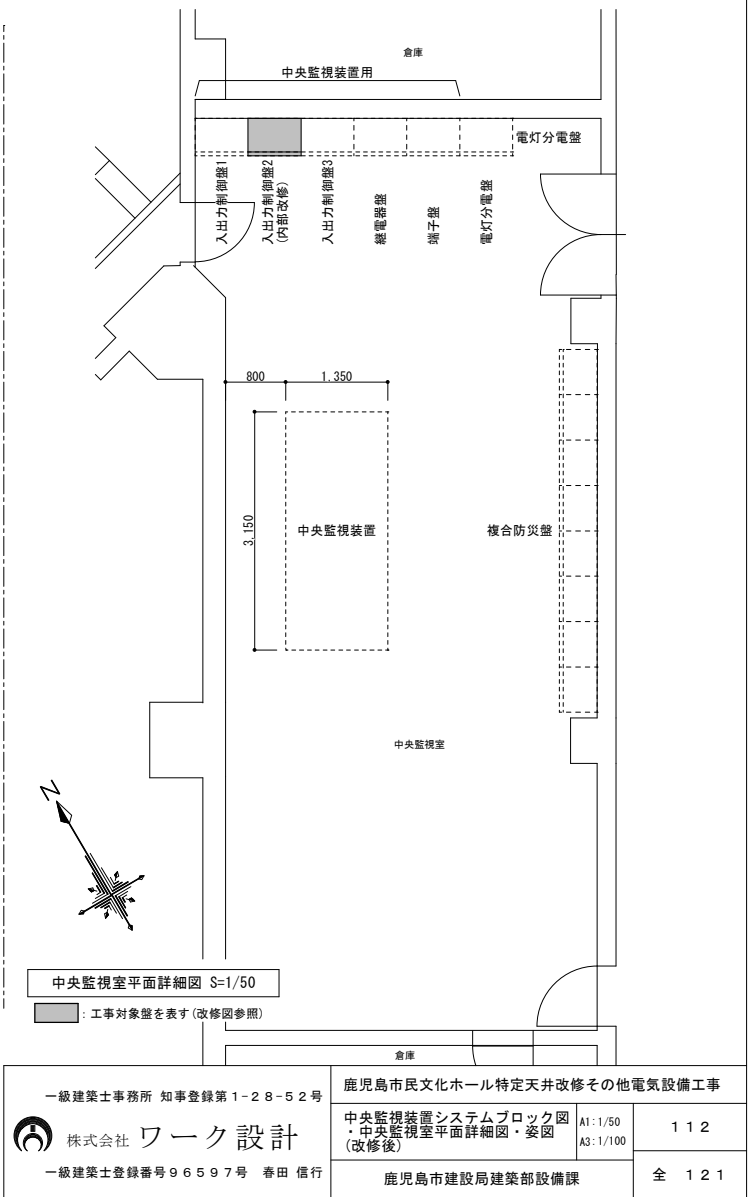 倉庫
中央監視装置用
電灯分電盤
入出力制御盤1
入出力制御盤2
(内部改修)
入出力制御盤3
継電器盤
端子盤
電灯分電盤
800
1.350
3.150
中央監視装置
複合防災盤
中央監視室
N
中央監視室平面詳細図 S=1/50
:工事対象盤を表す(改修図参照)
倉庫
一級建築士事務所 知事登録第1-28-52号
株式会社 ワーク設計
一級建築士登録番号96597号 春田 信行
鹿児島市民文化ホール特定天井改修その他電気設備工事
中央監視装置システムブロック図
・中央監視室平面詳細図・姿図
(改修後)
A1:1/50
A3:1/100
112
鹿児島市建設局建築部設備課
全 121